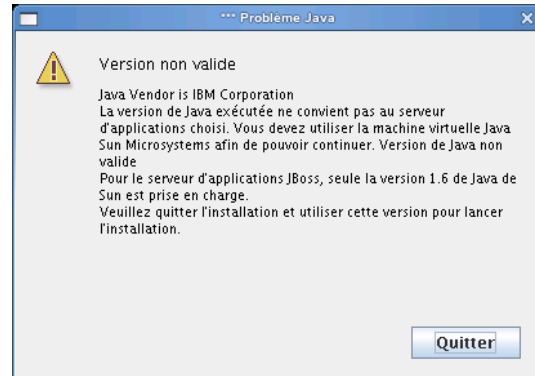 *** Problème Java
Version non valide
Java Vendor is IBM Corporation
La version de Java exécutée ne convient pas au serveur
d'applications choisi. Vous devez utiliser la machine virtuelle Java
Sun Microsystems afin de pouvoir continuer. Version de Java non
valide
Pour le serveur d'applications JBoss, seule la version 1.6 de Java de
Sun est prise en charge.
Veuillez quitter l'installation et utiliser cette version pour lancer
l'installation.
Quitter